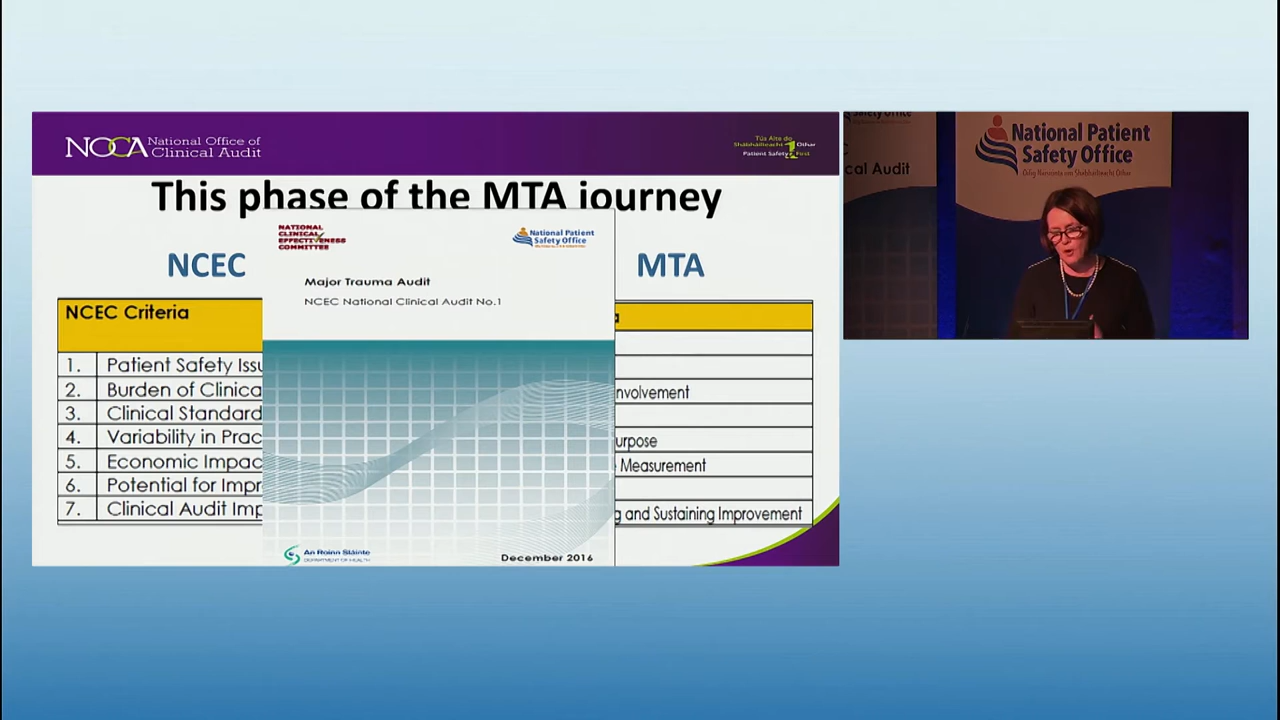 NOCA National Office of
Clinical Audit
Túa Áite do
Shábháilteacht
Othar
Patient Safety
First
This phase of the MTA journey
NCEC
MTA
NCEC Criteria
1. Patient Safety Issu
2. Burden of Clinica
3. Clinical Standard
4. Variability in Prac
5. Economic Impac
6. Potential for Impr
7. Clinical Audit Imp
NATIONAL
CLINICAL
EFFECTIVENESS
COMMITTEE
National Patient
Safety Office
Major Trauma Audit
NCEC National Clinical Audit No.1
An Roinn Sláinte
DEPARTMENT OF HEALTH
December 2016
a
nvolvement
urpose
Measurement
g and Sustaining Improvement
cal Audit
National Patient
Safety Office
Oifig Náisiúnta um Shábháilteacht Othar